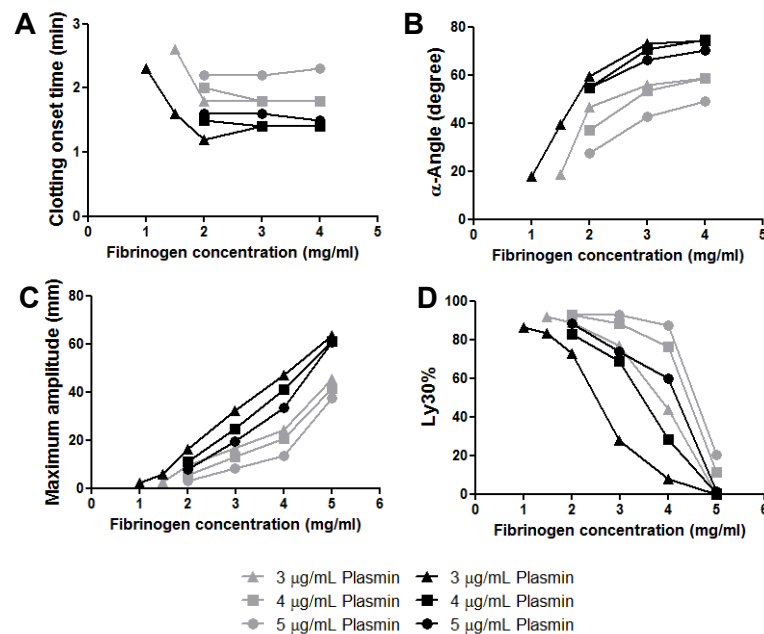 A
Clotting onset time (min)
3
2
1
0
0 1 2 3 4 5
Fibrinogen concentration (mg/ml)
B
α-Angle (degree)
80
60
40
20
0
0 1 2 3 4 5
Fibrinogen concentration (mg/ml)
C
Maximum amplitude (mm)
80
60
40
20
0
0 1 2 3 4 5 6
Fibrinogen concentration (mg/ml)
D
Ly30%
100
80
60
40
20
0
0 1 2 3 4 5 6
Fibrinogen concentration (mg/ml)
3 μg/mL Plasmin 3 μg/mL Plasmin
4 μg/mL Plasmin 4 μg/mL Plasmin
5 μg/mL Plasmin 5 μg/mL Plasmin